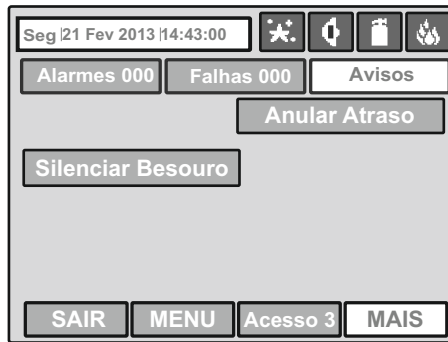 Seg 21 Fev 2013 14:43:00
Alarmes 000 Falhas 000 Avisos
Anular Atraso
Silenciar Besouro
SAIR MENU Acesso 3 MAIS